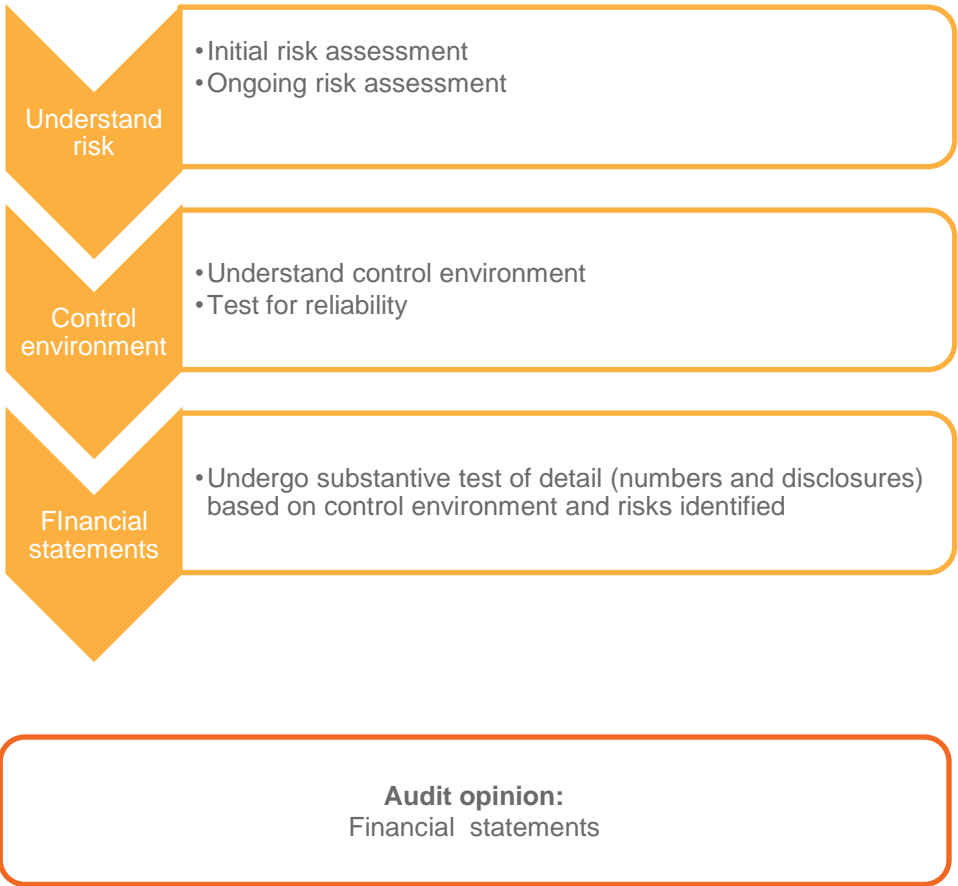 Understand
risk
•Initial risk assessment
•Ongoing risk assessment
Control
environment
•Understand control environment
•Test for reliability
FInancial
statements
•Undergo substantive test of detail (numbers and disclosures)
based on control environment and risks identified
Audit opinion:
Financial statements